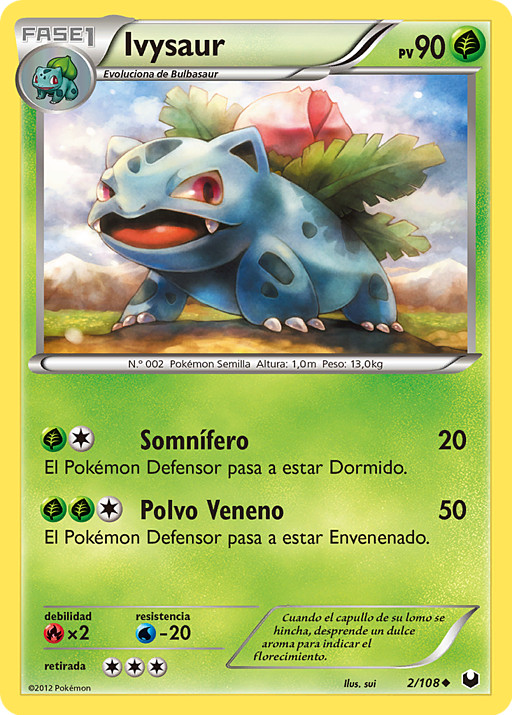 FASE1
Ivysaur
PV90
Evoluciona de Bulbasaur
N.º 002 Pokémon Semilla Altura: 1,0m Peso: 13,0kg
Somnífero 20
El Pokémon Defensor pasa a estar Dormido.
Polvo Veneno 50
El Pokémon Defensor pasa a estar Envenenado.
debilidad resistencia
×2 -20
retirada
Cuando el capullo de su lomo se
hincha, desprende un dulce
aroma para indicar el
florecimiento.
©2012 Pokémon Ilus. sui 2/108